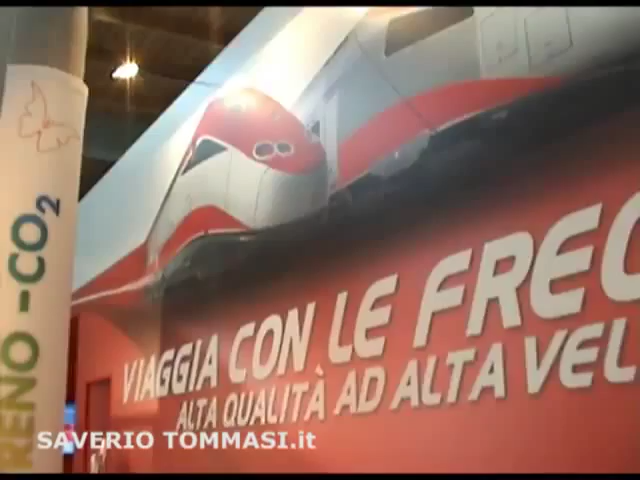 RENO -CO2
VIAGGIA CON LE FREC
ALTA QUALITÀ AD ALTA VEL
SAVERIO TOMMASI.it